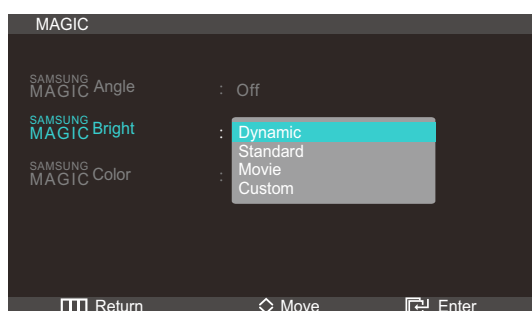 MAGIC
SAMSUNG
MAGIC Angle : Off
SAMSUNG
MAGIC Bright : Dynamic
Standard
Movie
Custom
SAMSUNG
MAGIC Color :
Return Move Enter